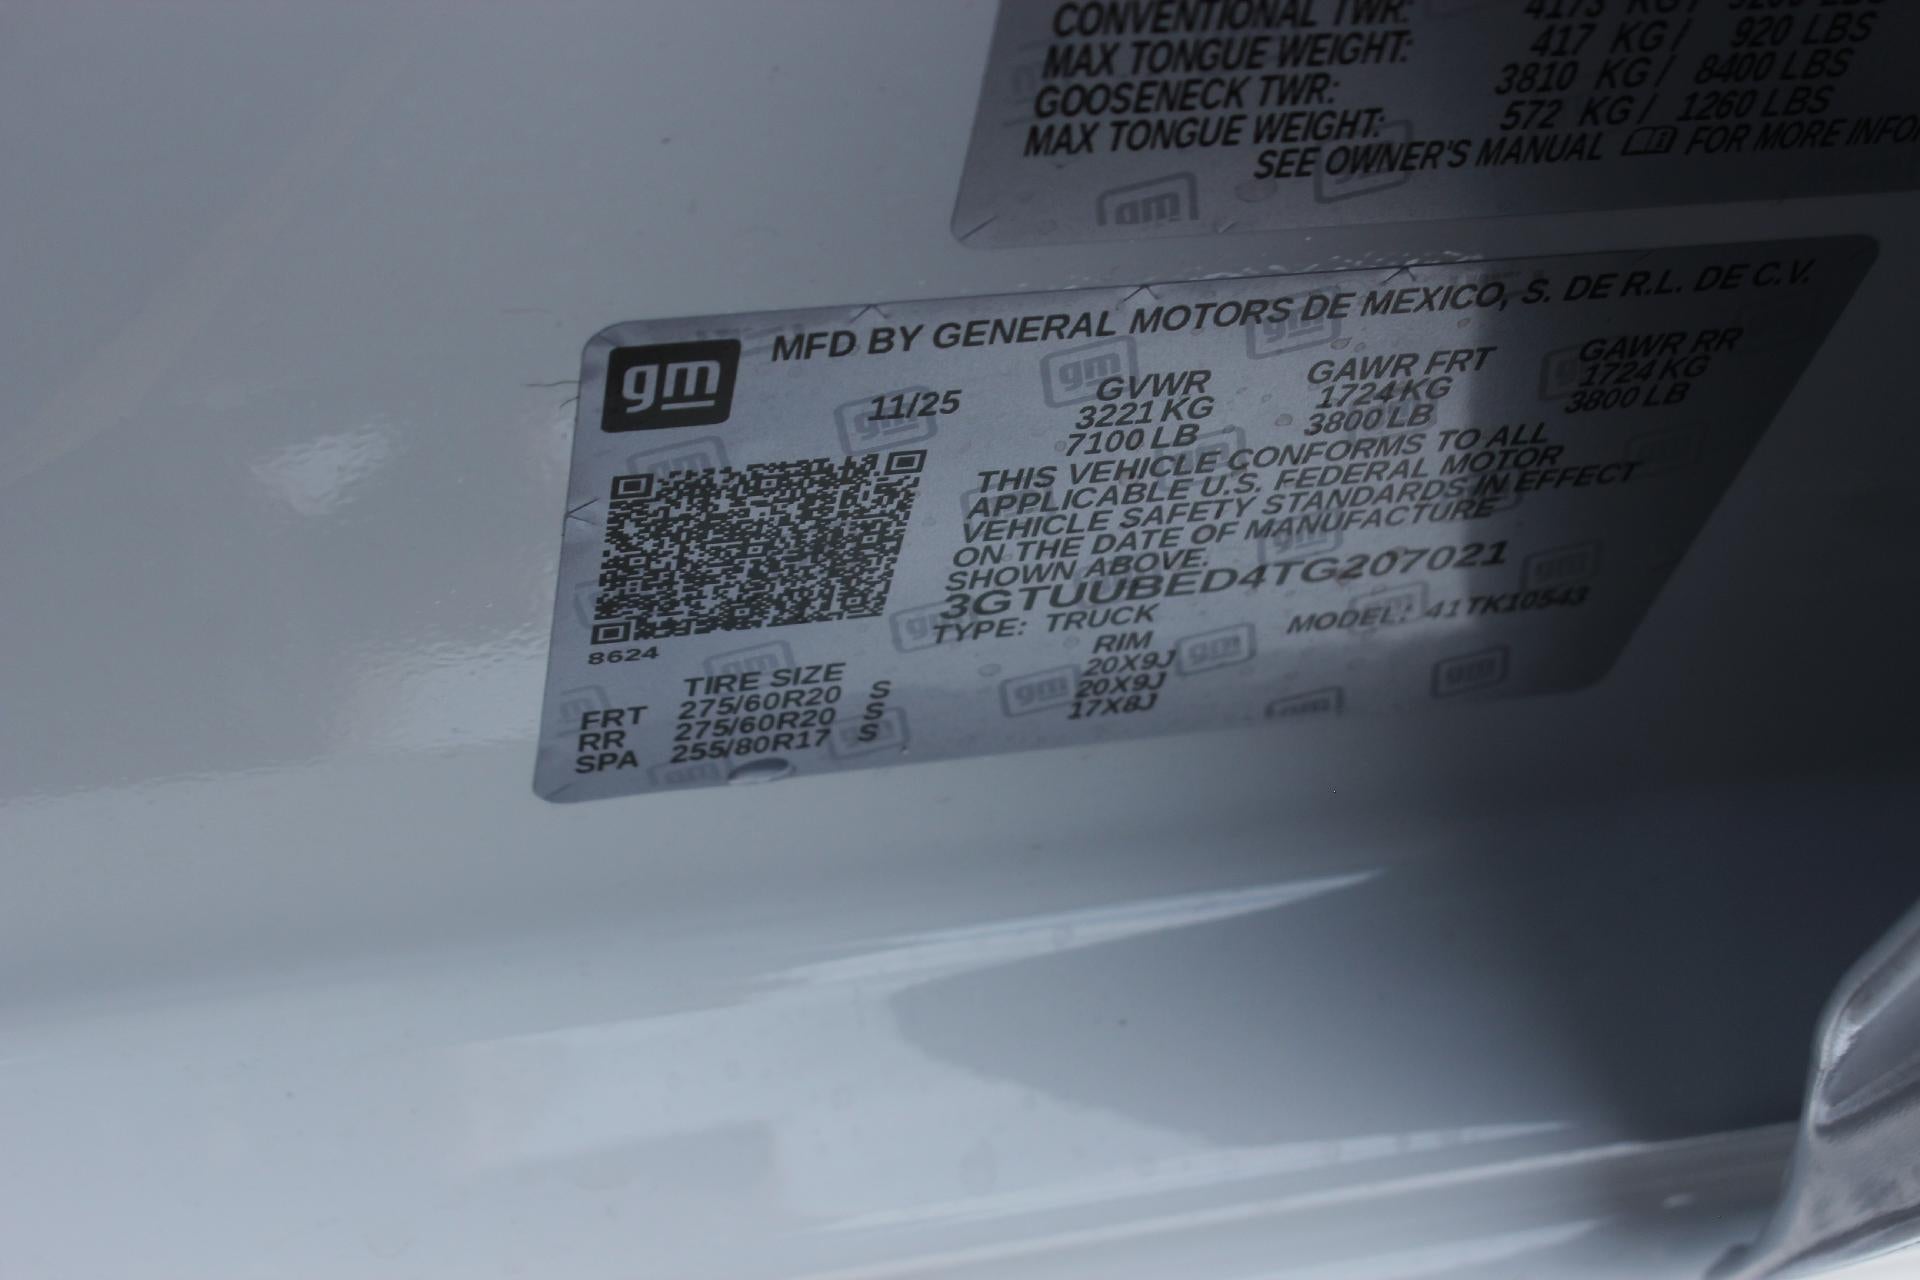 CONVENTIONAL TWR: 4173 KG / 9200 LBS
MAX TONGUE WEIGHT: 417 KG / 920 LBS
GOOSENECK TWR: 3810 KG / 8400 LBS
MAX TONGUE WEIGHT: 572 KG / 1260 LBS
SEE OWNER'S MANUAL FOR MORE INFO
gm
MFD BY GENERAL MOTORS DE MEXICO, S. DE R.L. DE C.V.
11/25 GVWR GAWR FRT GAWR RR
3221 KG 1724 KG 1724 KG
7100 LB 3800 LB 3800 LB
THIS VEHICLE CONFORMS TO ALL
APPLICABLE U.S. FEDERAL MOTOR
VEHICLE SAFETY STANDARDS IN EFFECT
ON THE DATE OF MANUFACTURE
SHOWN ABOVE.
3GTUUBED4TG207021
TYPE: TRUCK MODEL: 41TK10543
8624
TIRE SIZE RIM
FRT 275/60R20 S 20X9J
RR 275/60R20 S 20X9J
SPA 255/80R17 S 17X8J